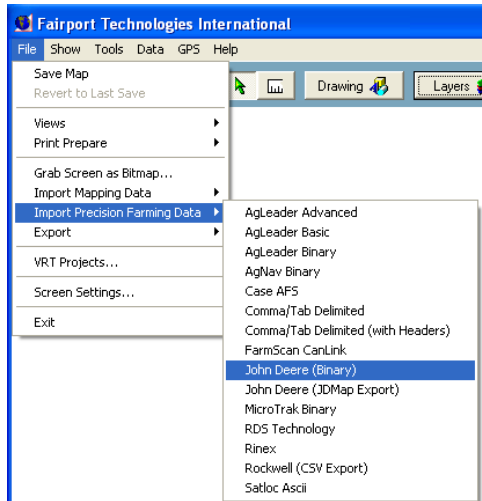 Fairport Technologies International
File Show Tools Data GPS Help
Save Map
Revert to Last Save
Drawing
Layers
Views
Print Prepare
Grab Screen as Bitmap...
Import Mapping Data
Import Precision Farming Data
Export
VRT Projects...
Screen Settings...
Exit
AgLeader Advanced
AgLeader Basic
AgLeader Binary
AgNav Binary
Case AFS
Comma/Tab Delimited
Comma/Tab Delimited (with Headers)
FarmScan CanLink
John Deere (Binary)
John Deere (JDMap Export)
MicroTrak Binary
RDS Technology
Rinex
Rockwell (CSV Export)
Satloc Ascii